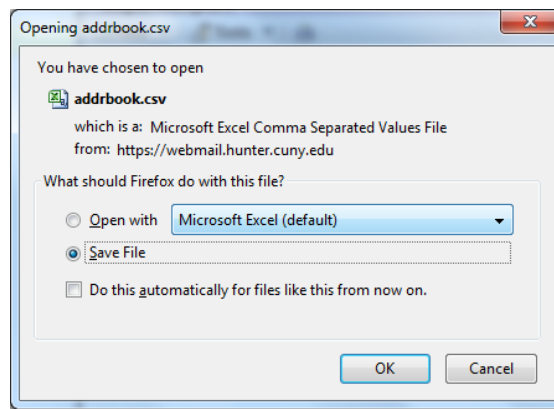 Opening addrbook.csv
You have chosen to open
addrbook.csv
which is a: Microsoft Excel Comma Separated Values File
from: https://webmail.hunter.cuny.edu
What should Firefox do with this file?
Open with Microsoft Excel (default)
Save File
Do this automatically for files like this from now on.
OK Cancel